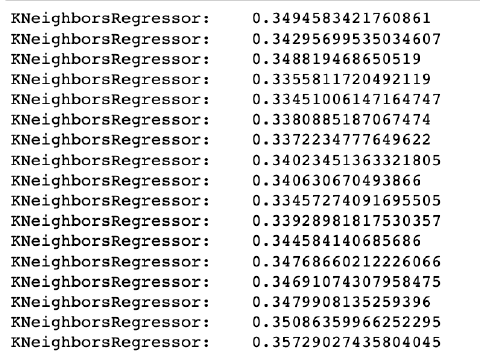 KNeighborsRegressor: 0.3494583421760861
KNeighborsRegressor: 0.34295699535034607
KNeighborsRegressor: 0.348819468650519
KNeighborsRegressor: 0.3355811720492119
KNeighborsRegressor: 0.33451006147164747
KNeighborsRegressor: 0.3380885187067474
KNeighborsRegressor: 0.3372234777649622
KNeighborsRegressor: 0.34023451363321805
KNeighborsRegressor: 0.340630670493866
KNeighborsRegressor: 0.33457274091695505
KNeighborsRegressor: 0.33928981817530357
KNeighborsRegressor: 0.344584140685686
KNeighborsRegressor: 0.34768660212226066
KNeighborsRegressor: 0.34691074307958475
KNeighborsRegressor: 0.3479908135259396
KNeighborsRegressor: 0.35086359966252295
KNeighborsRegressor: 0.35729027435804045